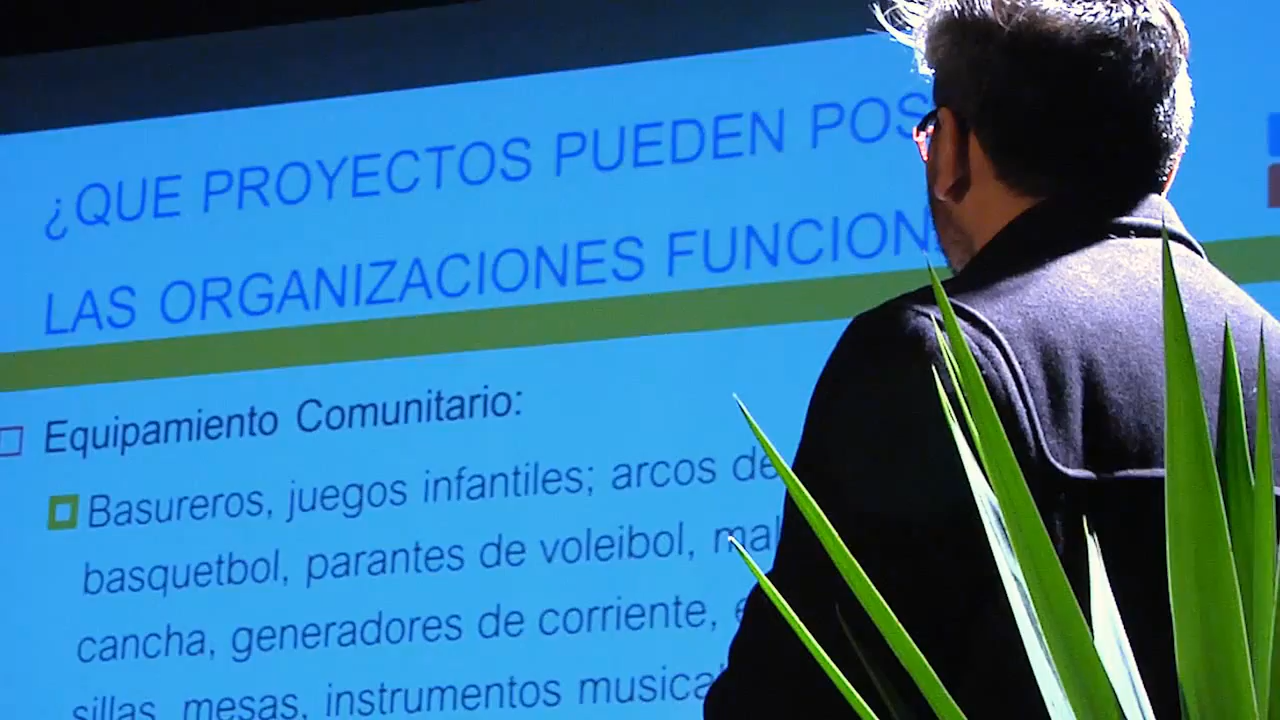 ¿QUE PROYECTOS PUEDEN POS
LAS ORGANIZACIONES FUNCION
Equipamiento Comunitario:
Basureros, juegos infantiles; arcos de
basquetbol, parantes de voleibol,
cancha, generadores de corriente,
sillas, mesas, instrumentos